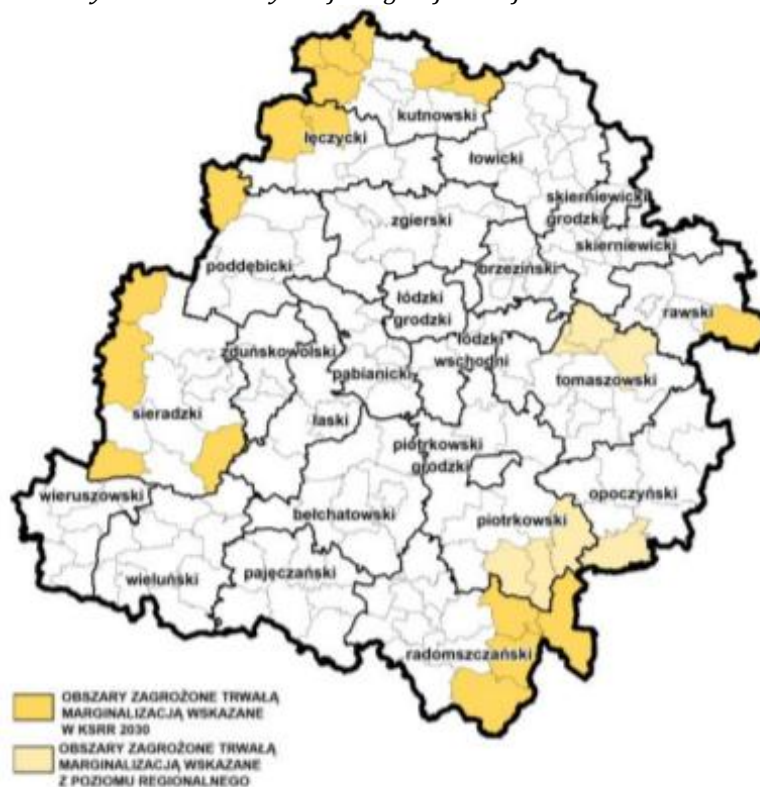 kutnowski
łęczycki
łowicki
skierniewicki
grodzki
zgierski
skierniewicki
poddębicki
brzeziński
łódzki
grodzki
rawski
łódzki
wschodni
zduńskowolski
pabianicki
tomaszowski
sieradzki
łaski
piotrkowski
grodzki
wieruszowski
opoczyński
bełchatowski
piotrkowski
wieluński
pajęczański
radomszczański
OBSZARY ZAGROŻONE TRWAŁĄ
MARGINALIZACJĄ WSKAZANE
W KSRR 2030
OBSZARY ZAGROŻONE TRWAŁĄ
MARGINALIZACJĄ WSKAZANE
Z POZIOMU REGIONALNEGO